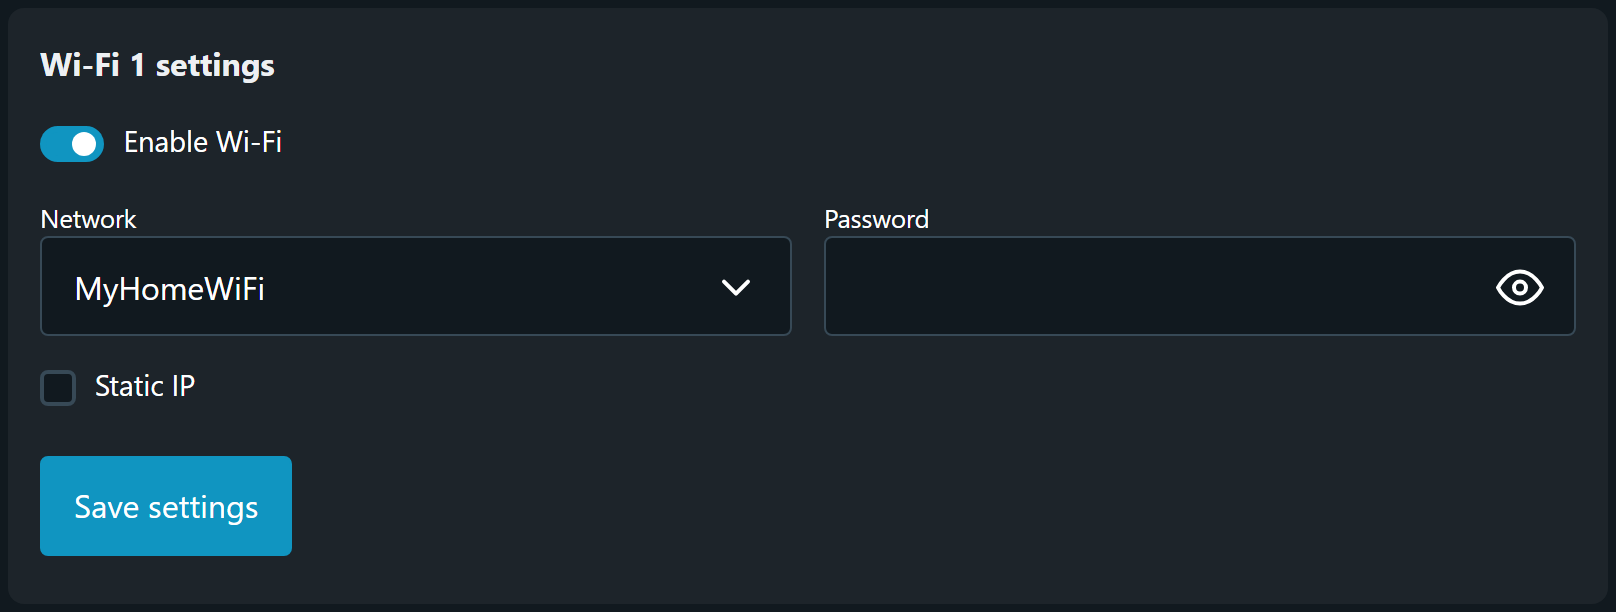 Wi-Fi 1 settings
Enable Wi-Fi
Network
Password
MyHomeWiFi
Static IP
Save settings